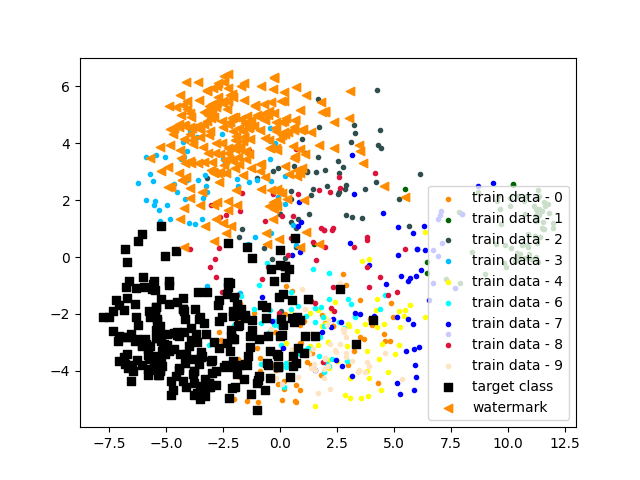 6
4
2
0
−2
−4
−7.5 −5.0 −2.5 0.0 2.5 5.0 7.5 10.0 12.5
train data - 0
train data - 1
train data - 2
train data - 3
train data - 4
train data - 6
train data - 7
train data - 8
train data - 9
target class
watermark